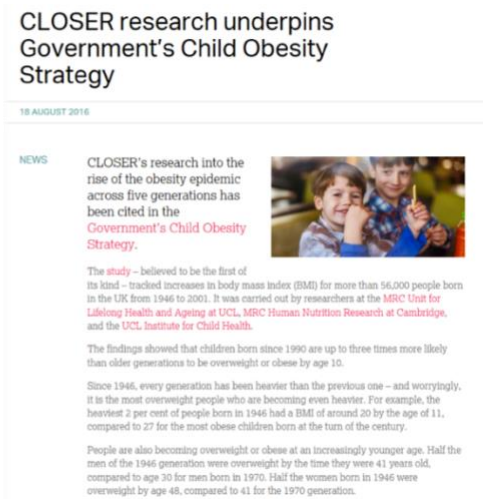 CLOSER research underpins
Government's Child Obesity
Strategy
18 AUGUST 2016
NEWS
CLOSER's research into the
rise of the obesity epidemic
across five generations has
been cited in the
Government's Child Obesity
Strategy.
The study – believed to be the first of
its kind – tracked increases in body mass index (BMI) for more than 56,000 people born
in the UK from 1946 to 2001. It was carried out by researchers at the MRC Unit for
Lifelong Health and Ageing at UCL, MRC Human Nutrition Research at Cambridge,
and the UCL Institute for Child Health.
The findings showed that children born since 1990 are up to three times more likely
than older generations to be overweight or obese by age 10.
Since 1946, every generation has been heavier than the previous one – and worryingly,
it is the most overweight people who are becoming even heavier. For example, the
heaviest 2 per cent of people born in 1946 had a BMI of around 20 by the age of 11,
compared to 27 for the most obese children born at the turn of the century.
People are also becoming overweight or obese at an increasingly younger age. Half the
men of the 1946 generation were overweight by the time they were 41 years old,
compared to age 30 for men born in 1970. Half the women born in 1946 were
overweight by age 48, compared to 41 for the 1970 generation.